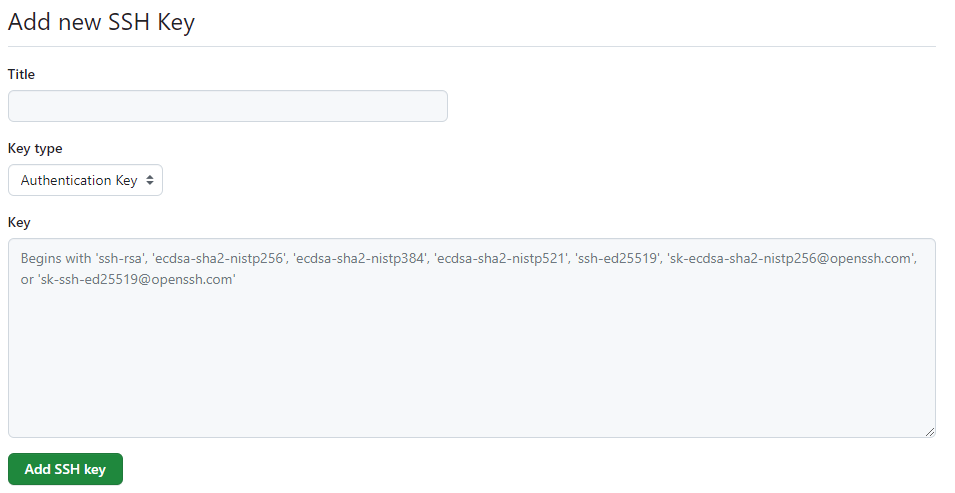 Add new SSH Key
Title
Key type
Authentication Key
Key
Begins with 'ssh-rsa', 'ecdsa-sha2-nistp256', 'ecdsa-sha2-nistp384', 'ecdsa-sha2-nistp521', 'ssh-ed25519', 'sk-ecdsa-sha2-nistp256@openssh.com',
or 'sk-ssh-ed25519@openssh.com'
Add SSH key